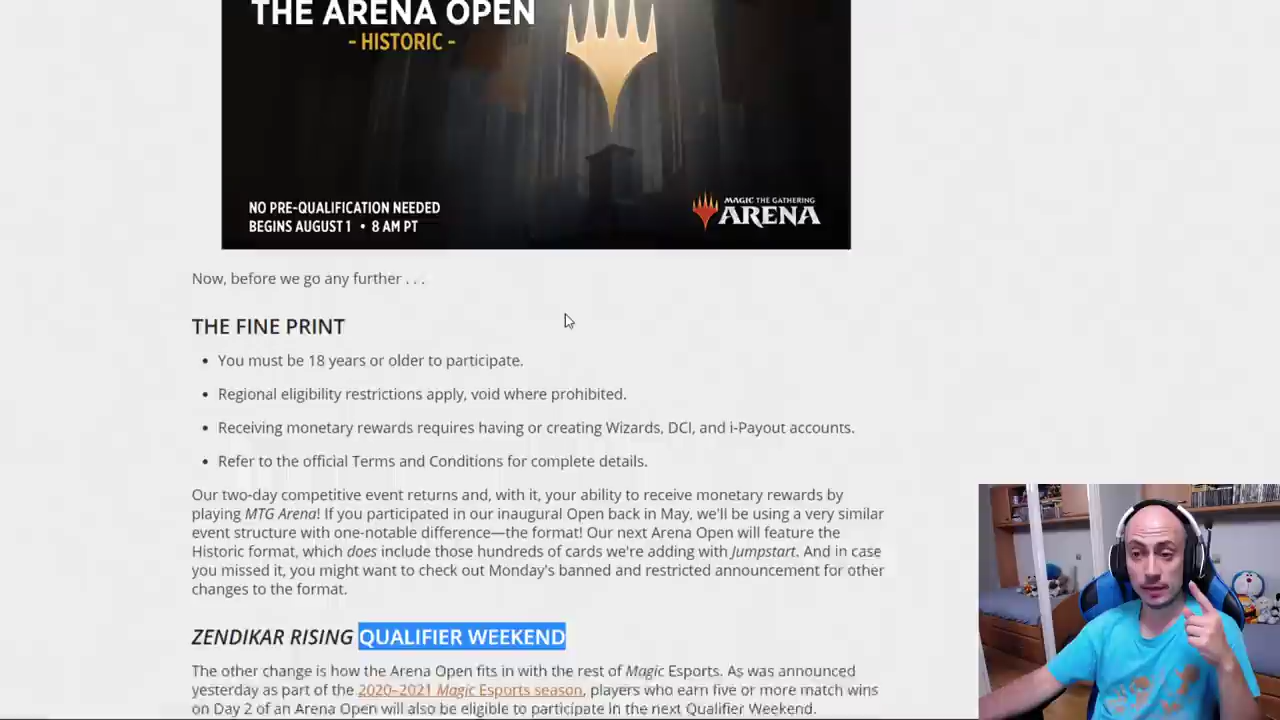 THE ARENA OPEN
- HISTORIC -
NO PRE-QUALIFICATION NEEDED
BEGINS AUGUST 1 • 8 AM PT
MAGIC THE GATHERING
ARENA
Now, before we go any further . . .
THE FINE PRINT
• You must be 18 years or older to participate.
• Regional eligibility restrictions apply, void where prohibited.
• Receiving monetary rewards requires having or creating Wizards, DCI, and i-Payout accounts.
• Refer to the official Terms and Conditions for complete details.
Our two-day competitive event returns and, with it, your ability to receive monetary rewards by
playing MTG Arena! If you participated in our inaugural Open back in May, we'll be using a very similar
event structure with one-notable difference—the format! Our next Arena Open will feature the
Historic format, which does include those hundreds of cards we're adding with Jumpstart. And in case
you missed it, you might want to check out Monday's banned and restricted announcement for other
changes to the format.
ZENDIKAR RISING QUALIFIER WEEKEND
The other change is how the Arena Open fits in with the rest of Magic Esports. As was announced
yesterday as part of the 2020–2021 Magic Esports season, players who earn five or more match wins
on Day 2 of an Arena Open will also be eligible to participate in the next Qualifier Weekend.